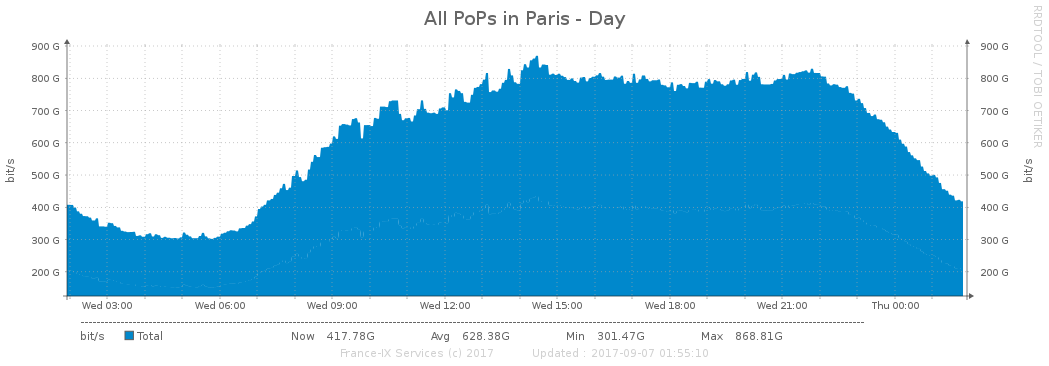 All PoPs in Paris - Day
RRDTOOL / TOBI OETIKER
900 G 900 G
800 G 800 G
700 G 700 G
600 G 600 G
500 G 500 G
400 G 400 G
300 G 300 G
200 G 200 G
bit/s bit/s
Wed 03:00 Wed 06:00 Wed 09:00 Wed 12:00 Wed 15:00 Wed 18:00 Wed 21:00 Thu 00:00
bit/s Total Now 417.78G Avg 628.38G Min 301.47G Max 868.81G
France-IX Services (c) 2017 Updated : 2017-09-07 01:55:10